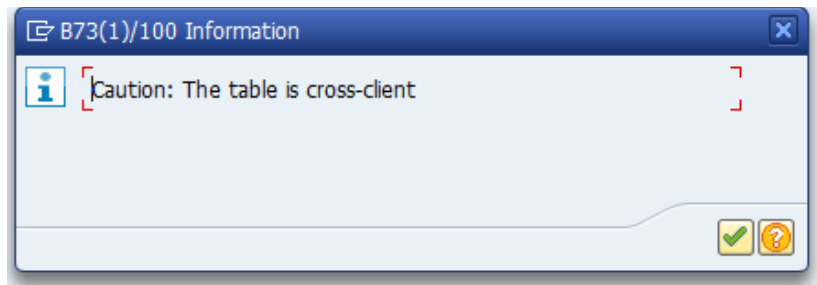 B73(1)/100 Information
Caution: The table is cross-client